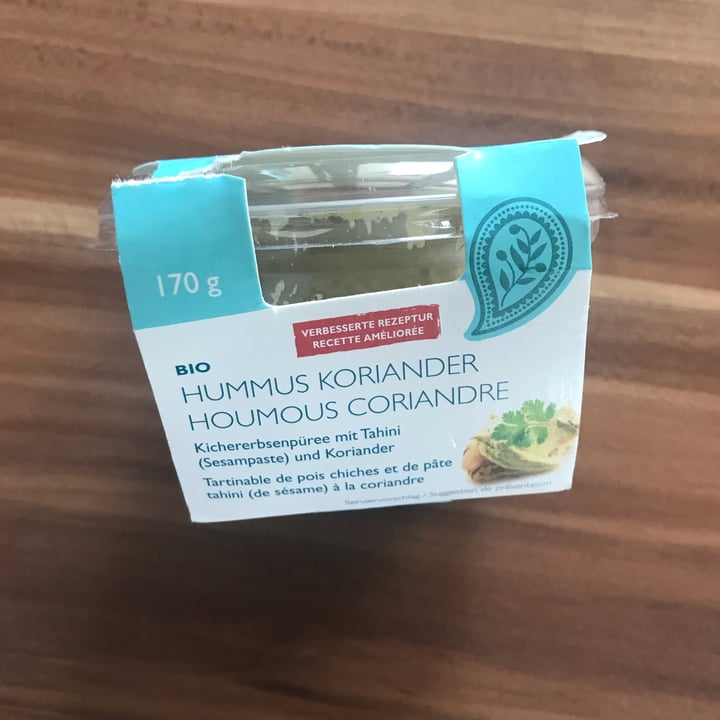 170 g
VERBESSERTE REZEPTUR
RECETTE AMÉLIORÉE
BIO
HUMMUS KORIANDER
HOUMOUS CORIANDRE
Kichererbsenpüree mit Tahini
(Sesampaste) und Koriander
Tartinable de pois chiches et de pâte
tahini (de sésame) à la coriandre
Serviervorschlag / Suggestion de présentation